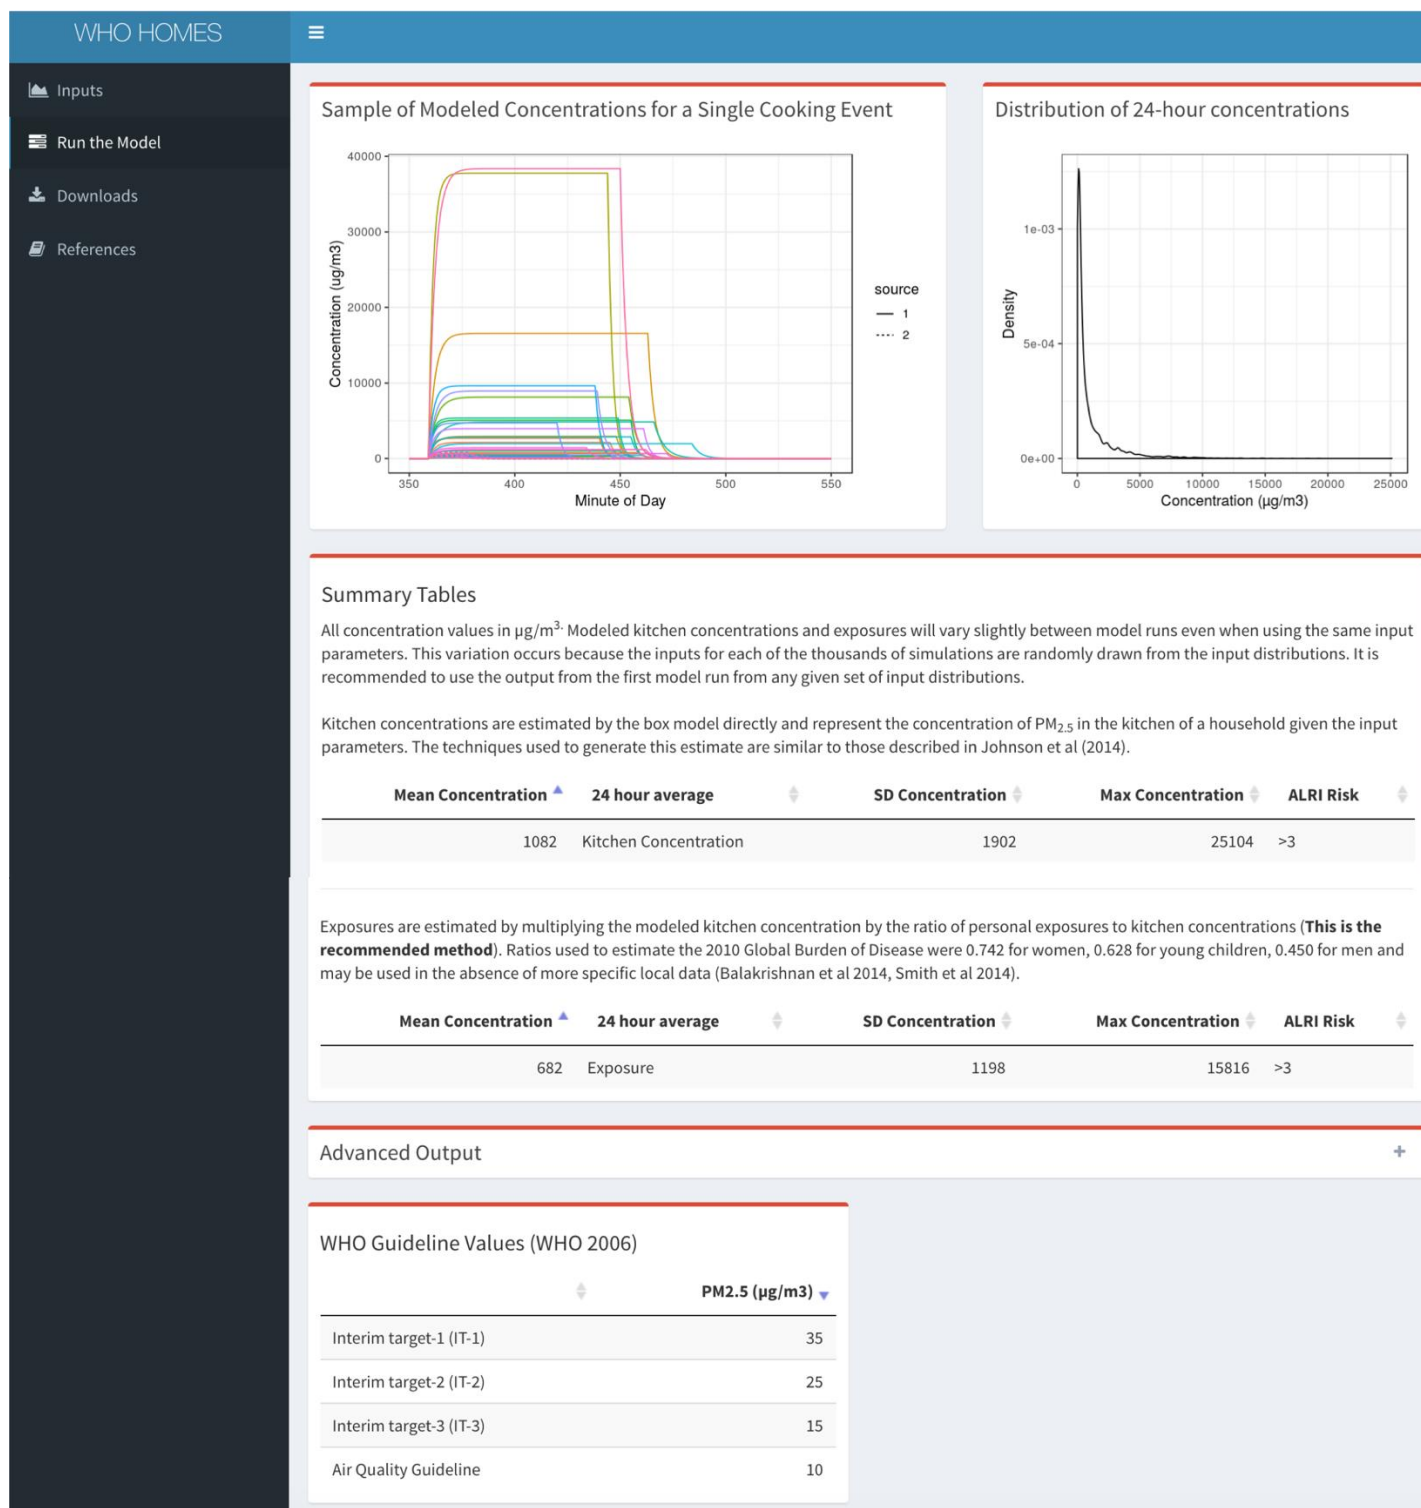 WHO HOMES
Inputs
Run the Model
Downloads
References
Sample of Modeled Concentrations for a Single Cooking Event
40000
30000
20000
10000
0
Concentration (ug/m3)
350 400 450 500 550
Minute of Day
source
1
2
Distribution of 24-hour concentrations
1e-03
5e-04
0e+00
Density
0 5000 10000 15000 20000 25000
Concentration (µg/m3)
Summary Tables
All concentration values in µg/m3. Modeled kitchen concentrations and exposures will vary slightly between model runs even when using the same input
parameters. This variation occurs because the inputs for each of the thousands of simulations are randomly drawn from the input distributions. It is
recommended to use the output from the first model run from any given set of input distributions.
Kitchen concentrations are estimated by the box model directly and represent the concentration of PM2.5 in the kitchen of a household given the input
parameters. The techniques used to generate this estimate are similar to those described in Johnson et al (2014).
Mean Concentration 24 hour average SD Concentration Max Concentration ALRI Risk
1082 Kitchen Concentration 1902 25104 >3
Exposures are estimated by multiplying the modeled kitchen concentration by the ratio of personal exposures to kitchen concentrations (This is the
recommended method). Ratios used to estimate the 2010 Global Burden of Disease were 0.742 for women, 0.628 for young children, 0.450 for men and
may be used in the absence of more specific local data (Balakrishnan et al 2014, Smith et al 2014).
Mean Concentration 24 hour average SD Concentration Max Concentration ALRI Risk
682 Exposure 1198 15816 >3
Advanced Output
WHO Guideline Values (WHO 2006)
PM2.5 (µg/m3)
Interim target-1 (IT-1) 35
Interim target-2 (IT-2) 25
Interim target-3 (IT-3) 15
Air Quality Guideline 10